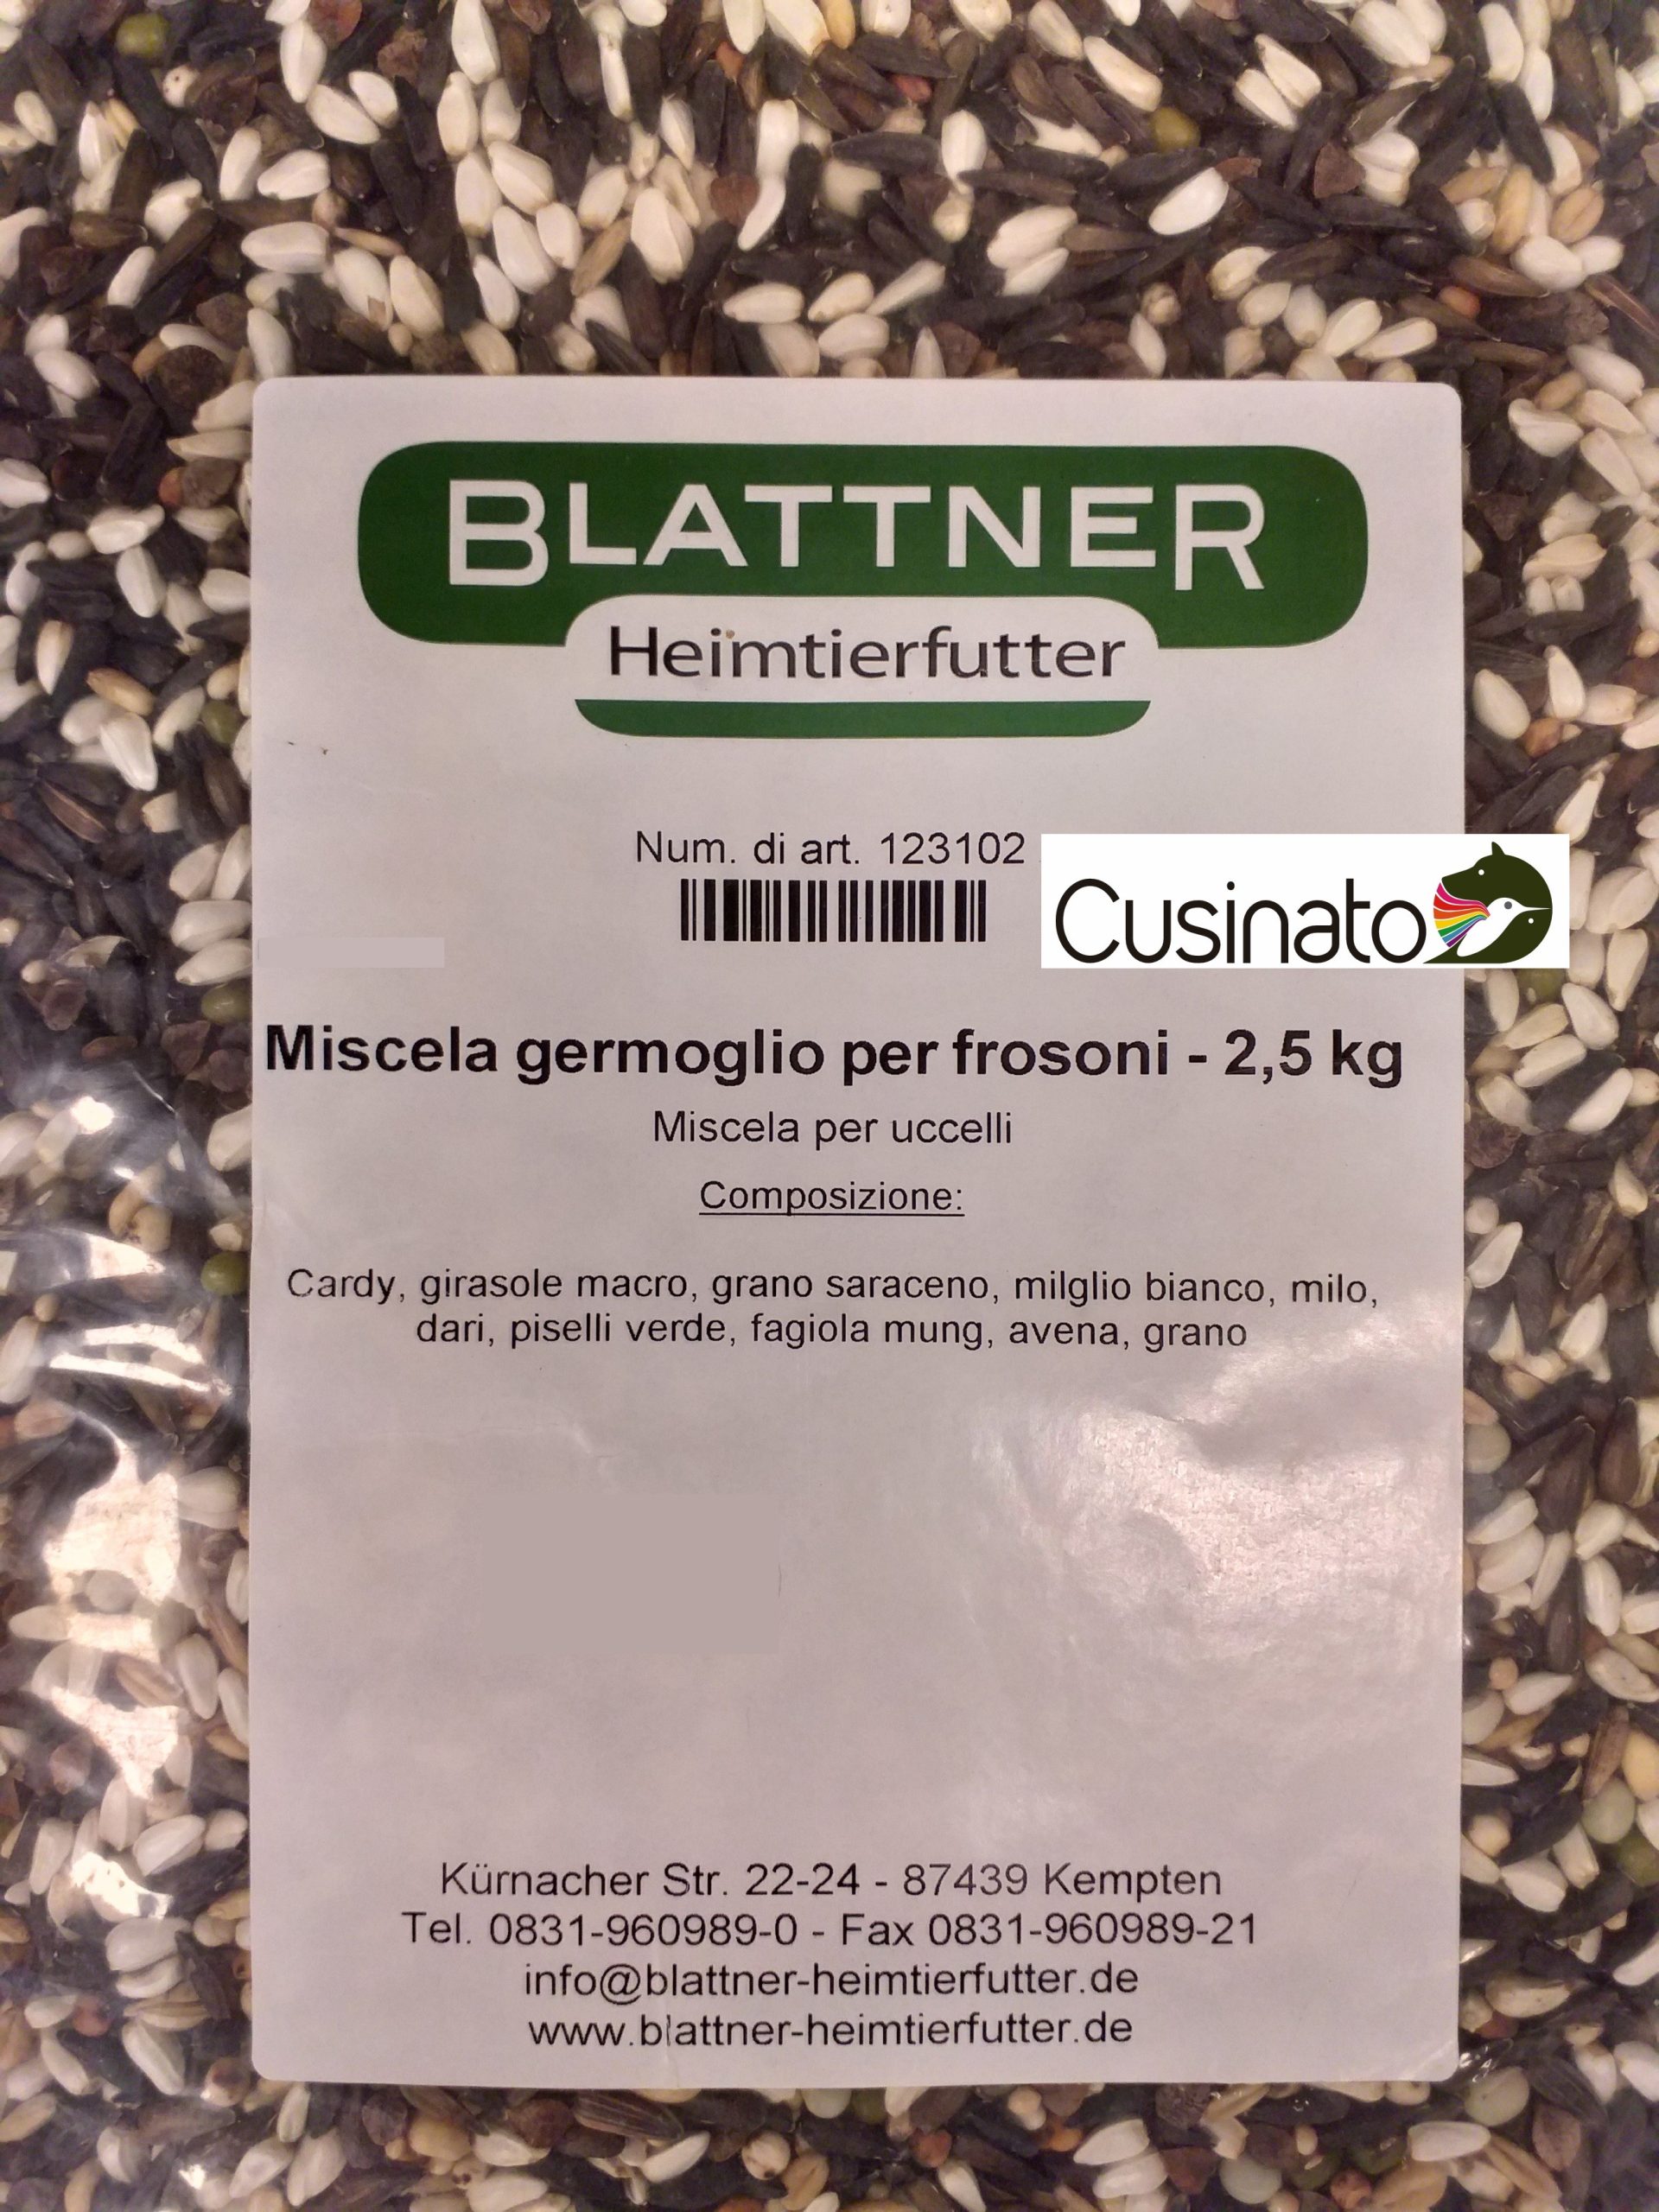 BLATTNER
Heimtierfutter
Num. di art. 123102
Cusinato
Miscela germoglio per frosoni - 2,5 kg
Miscela per uccelli
Composizione:
Cardy, girasole macro, grano saraceno, milglio bianco, milo,
dari, piselli verde, fagiola mung, avena, grano
Kürnacher Str. 22-24 - 87439 Kempten
Tel. 0831-960989-0 - Fax 0831-960989-21
info@blattner-heimtierfutter.de
www.blattner-heimtierfutter.de